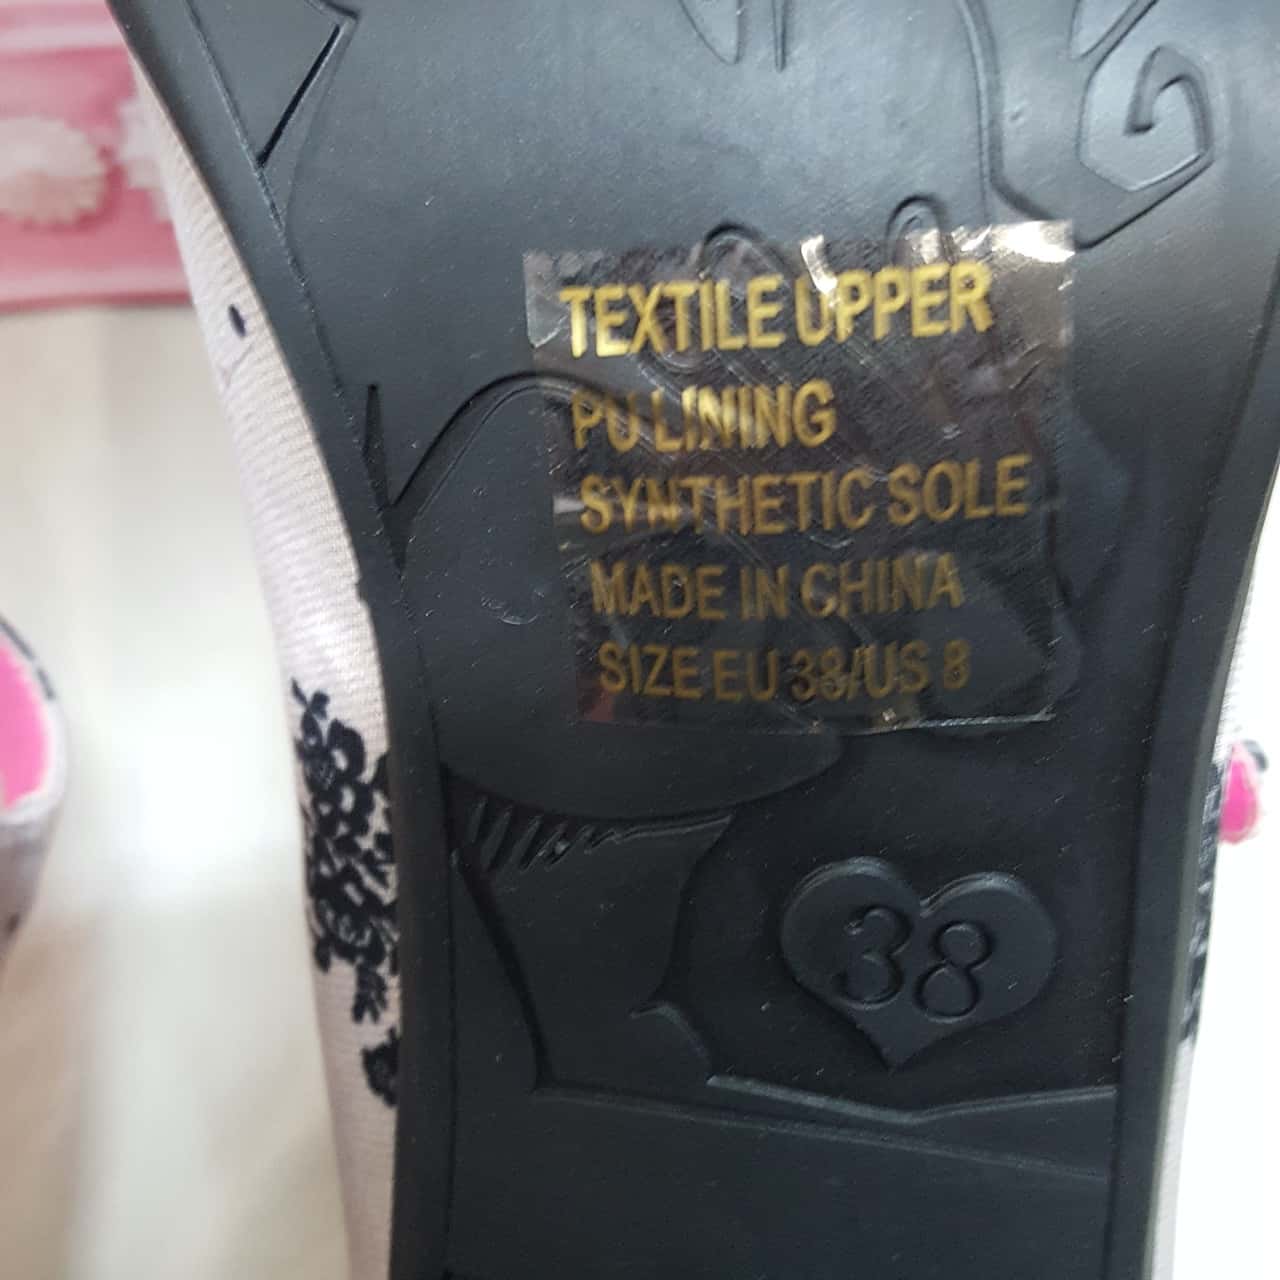 TEXTILE UPPER
PU LINING
SYNTHETIC SOLE
MADE IN CHINA
SIZE EU 38/US 8
38